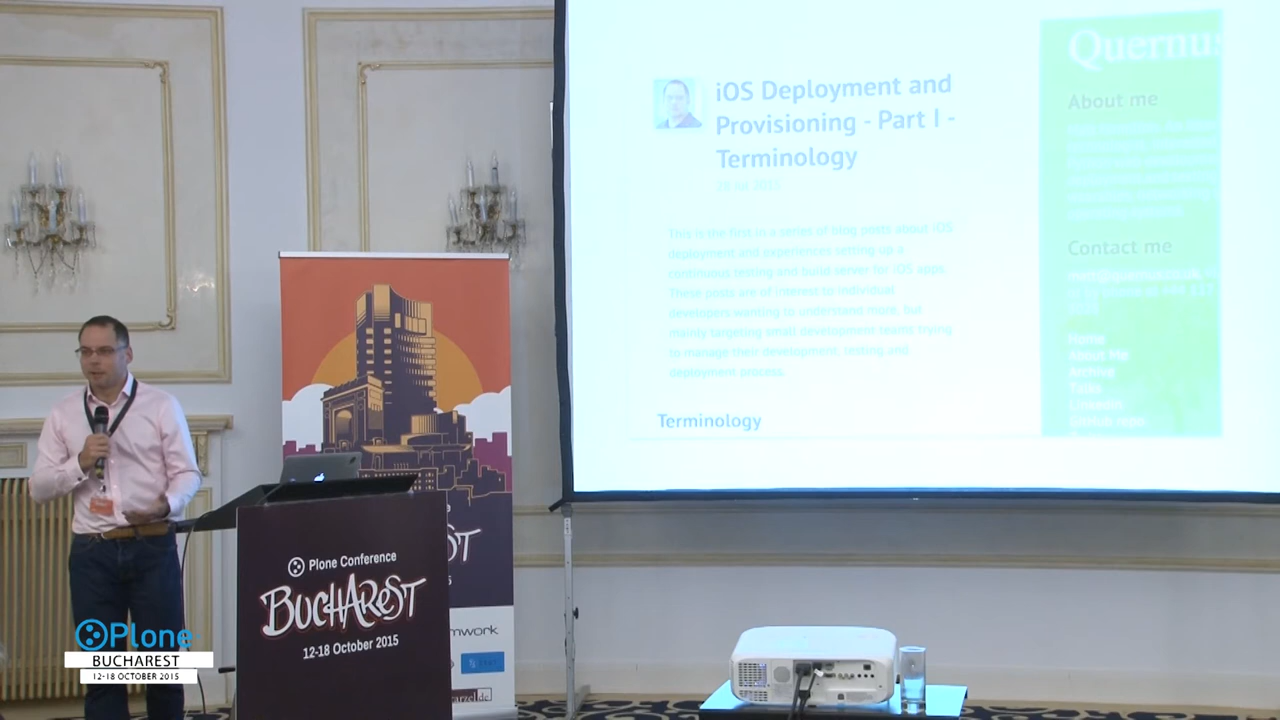 iOS Deployment and
Provisioning - Part I -
Terminology
This is the first in a series of blog posts about iOS
deployment and experiences setting up a
continuous testing and build server for iOS apps.
These posts are of interest to individual
developers wanting to understand more, but
mainly targeting small development teams trying
to manage their development, testing and
deployment process.
Terminology
Quernus
About me
Contact me
Home
About Me
Archive
Talks
LinkedIn
GitHub repo
Plone Conference
BUCHAREST
12-18 October 2015
Plone
BUCHAREST
12-18 OCTOBER 2015